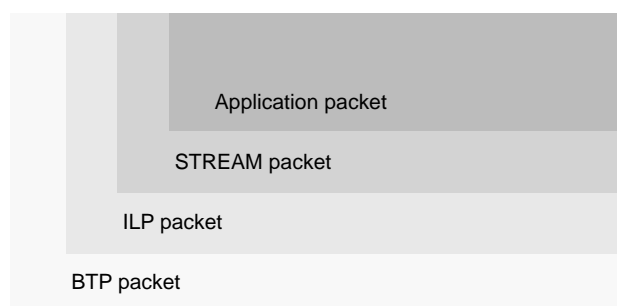 Application packet
STREAM packet
ILP packet
BTP packet